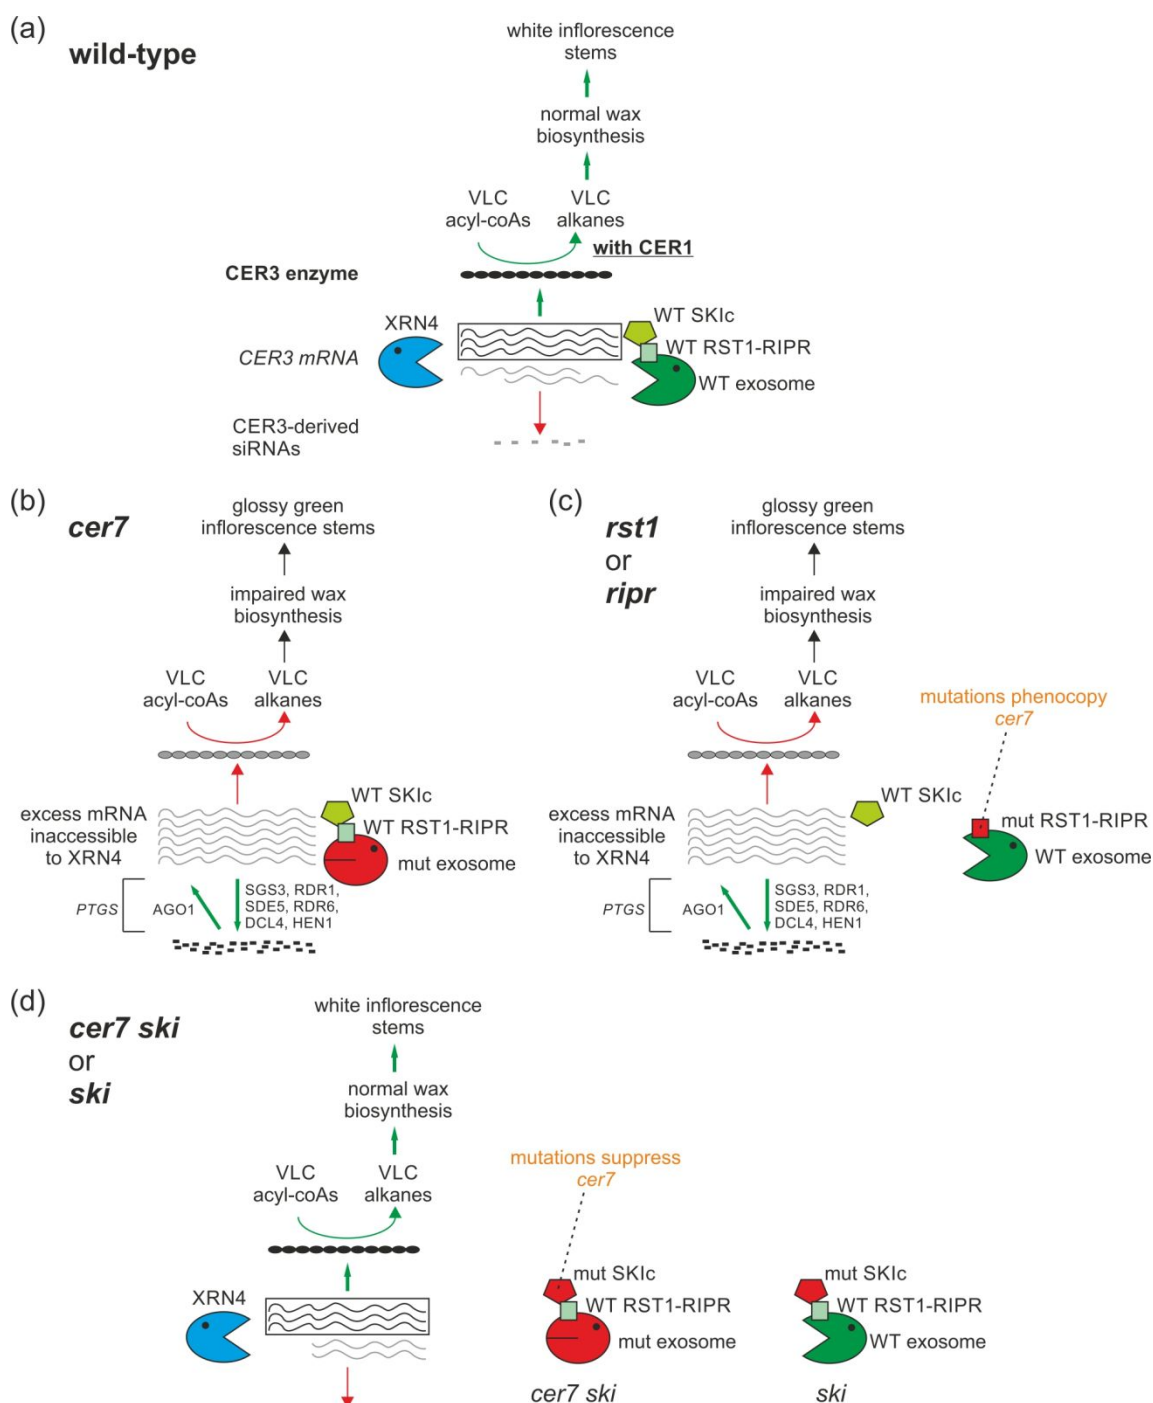 (a)
wild-type
white inflorescence
stems
normal wax
biosynthesis
VLC
acyl-coAs
VLC
alkanes
with CER1
CER3 enzyme
XRN4
CER3 mRNA
WT SKIc
WT RST1-RIPR
WT exosome
CER3-derived
siRNAs
(b)
cer7
glossy green
inflorescence stems
impaired wax
biosynthesis
VLC
acyl-coAs
VLC
alkanes
excess mRNA
inaccessible
to XRN4
WT SKIc
WT RST1-RIPR
mut exosome
PTGS
AGO1
SGS3, RDR1,
SDE5, RDR6,
DCL4, HEN1
(c)
rst1
or
ripr
glossy green
inflorescence stems
impaired wax
biosynthesis
VLC
acyl-coAs
VLC
alkanes
mutations phenocopy
cer7
excess mRNA
inaccessible
to XRN4
WT SKIc
mut RST1-RIPR
WT exosome
PTGS
AGO1
SGS3, RDR1,
SDE5, RDR6,
DCL4, HEN1
(d)
cer7 ski
or
ski
white inflorescence
stems
normal wax
biosynthesis
VLC
acyl-coAs
VLC
alkanes
mutations suppress
cer7
XRN4
mut SKIc
WT RST1-RIPR
mut exosome
cer7 ski
mut SKIc
WT RST1-RIPR
WT exosome
ski